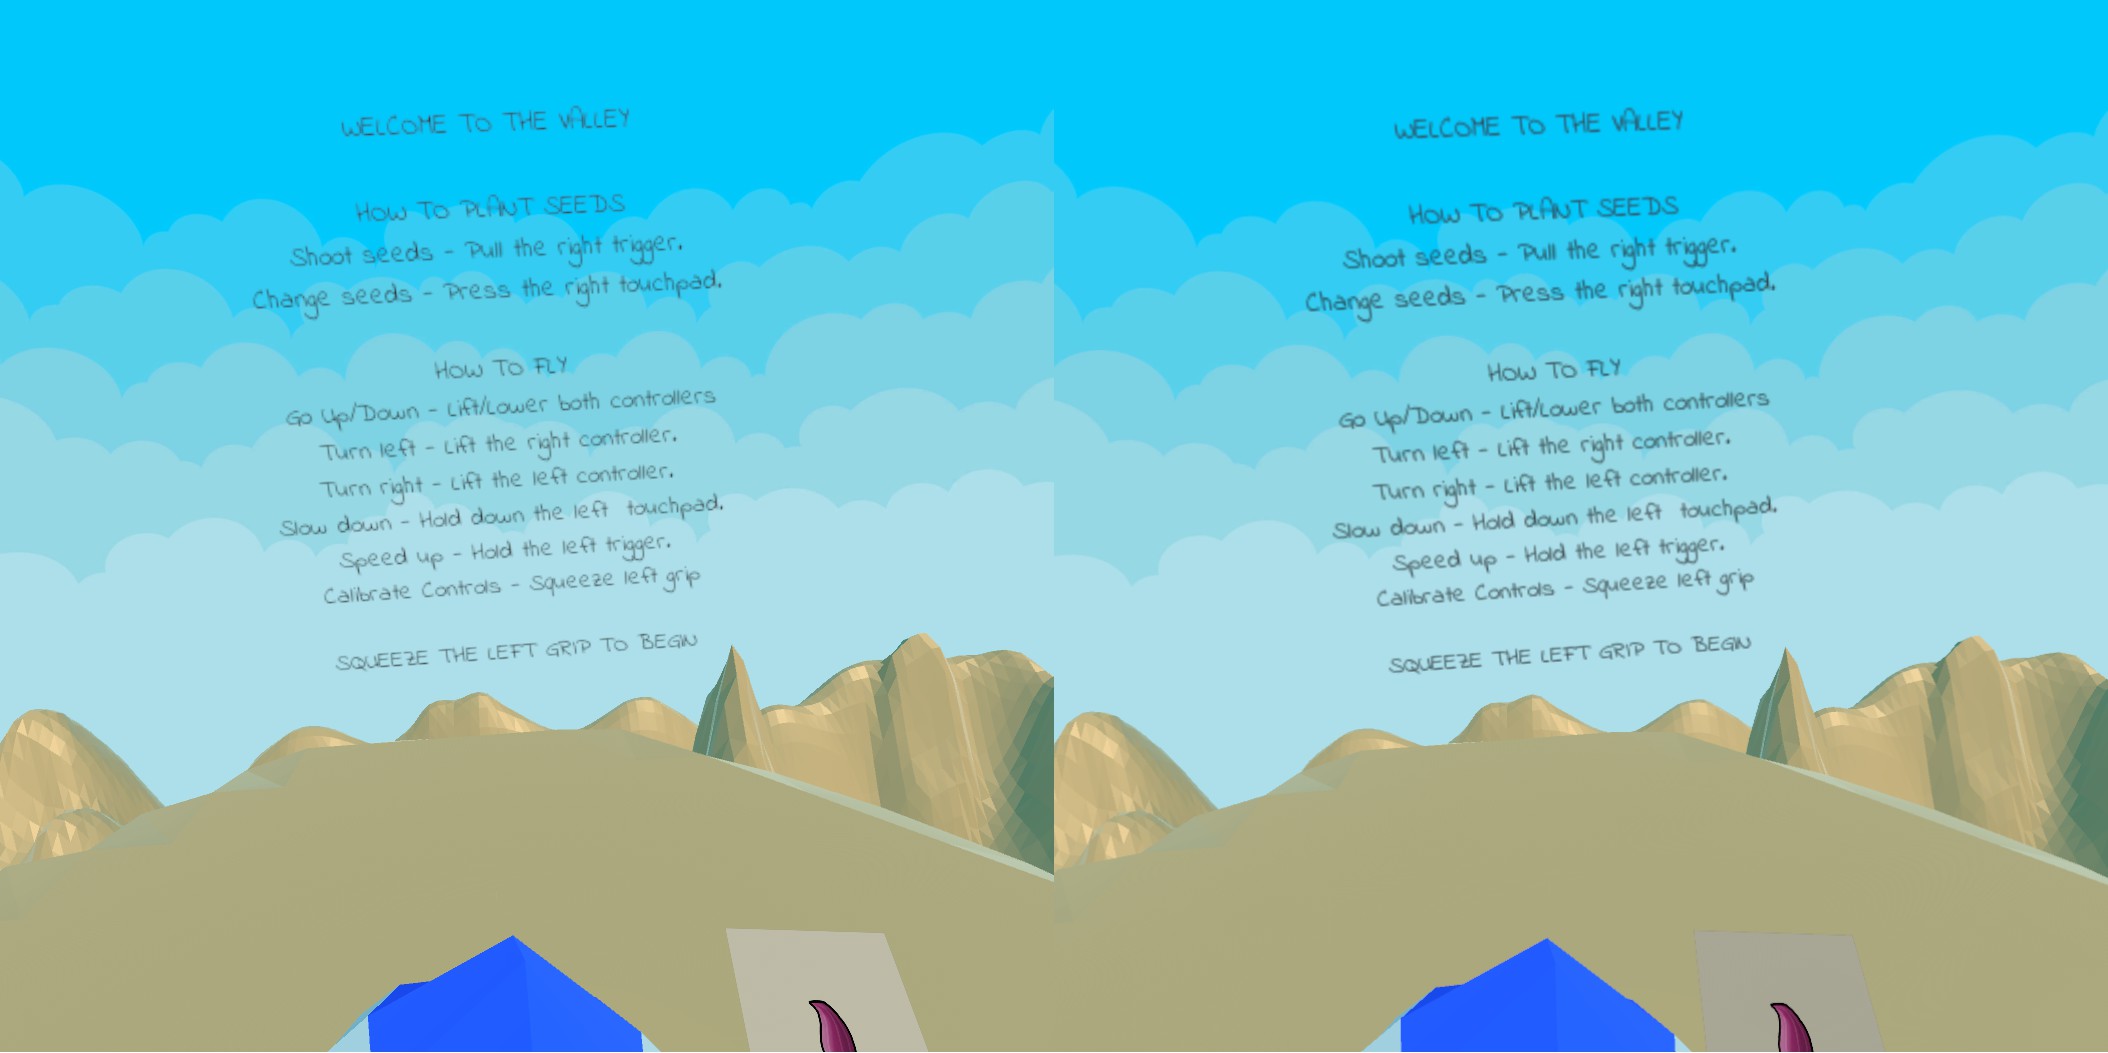 WELCOME TO THE VALLEY
HOW TO PLANT SEEDS
Shoot seeds - Pull the right trigger.
Change seeds - Press the right touchpad.
HOW TO FLY
Go Up/Down - Lift/Lower both controllers
Turn left - Lift the right controller.
Turn right - Lift the left controller.
Slow down - Hold down the left  touchpad.
Speed up - Hold the left trigger.
Calibrate Controls - Squeeze left grip
SQUEEZE THE LEFT GRIP TO BEGIN
WELCOME TO THE VALLEY
HOW TO PLANT SEEDS
Shoot seeds - Pull the right trigger.
Change seeds - Press the right touchpad.
HOW TO FLY
Go Up/Down - Lift/Lower both controllers
Turn left - Lift the right controller.
Turn right - Lift the left controller.
Slow down - Hold down the left  touchpad.
Speed up - Hold the left trigger.
Calibrate Controls - Squeeze left grip
SQUEEZE THE LEFT GRIP TO BEGIN